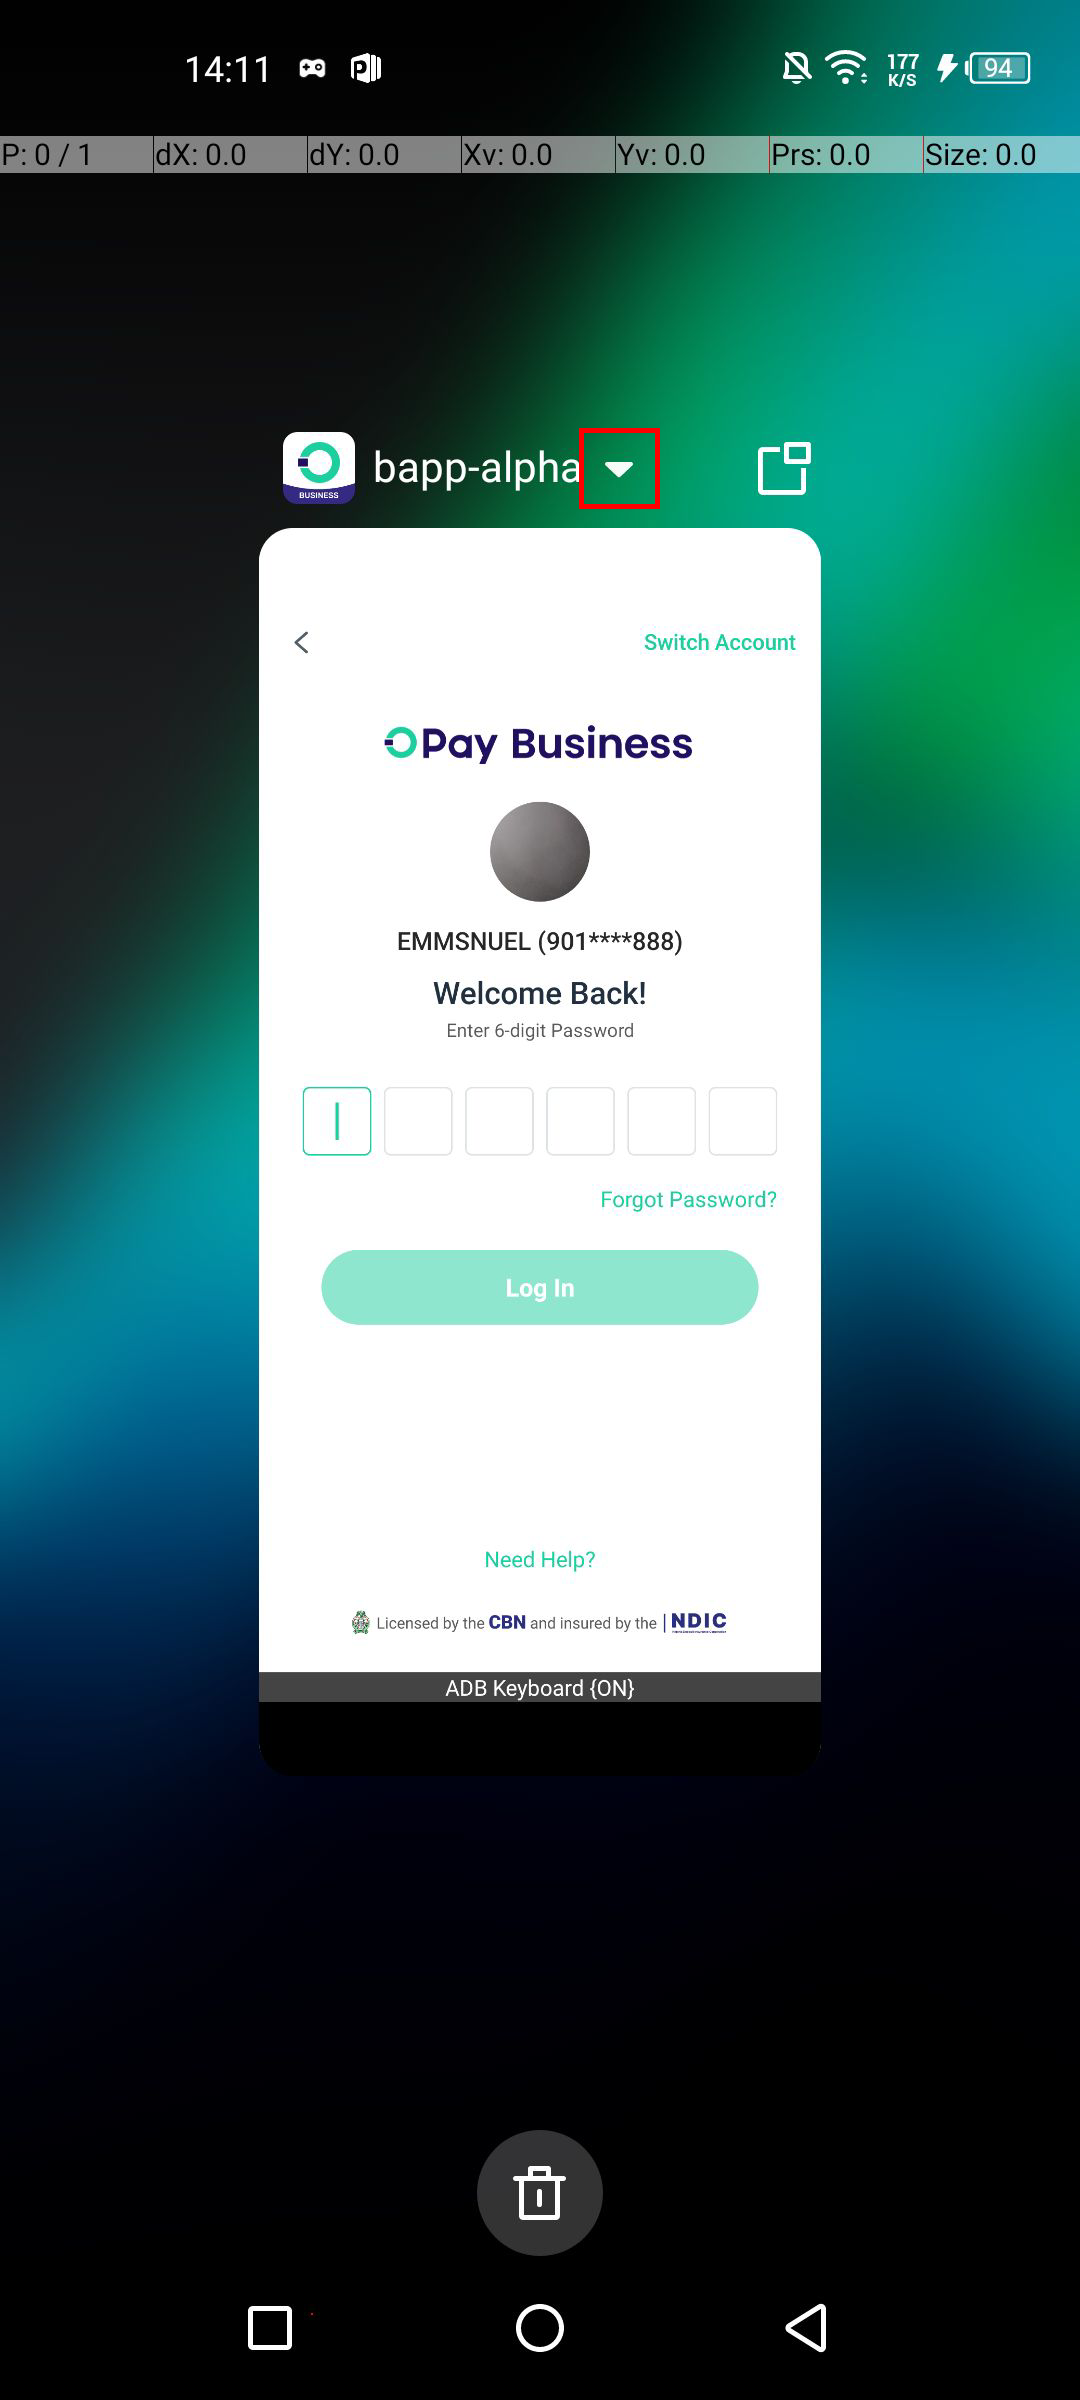 14:11
177
K/S
94
P: 0 / 1
dX: 0.0
dY: 0.0
Xv: 0.0
Yv: 0.0
Prs: 0.0
Size: 0.0
BUSINESS
bapp-alpha
Switch Account
Pay Business
EMMSNUEL (901****888)
Welcome Back!
Enter 6-digit Password
Forgot Password?
Log In
Need Help?
Licensed by the CBN and insured by the | NDIC
ADB Keyboard {ON}